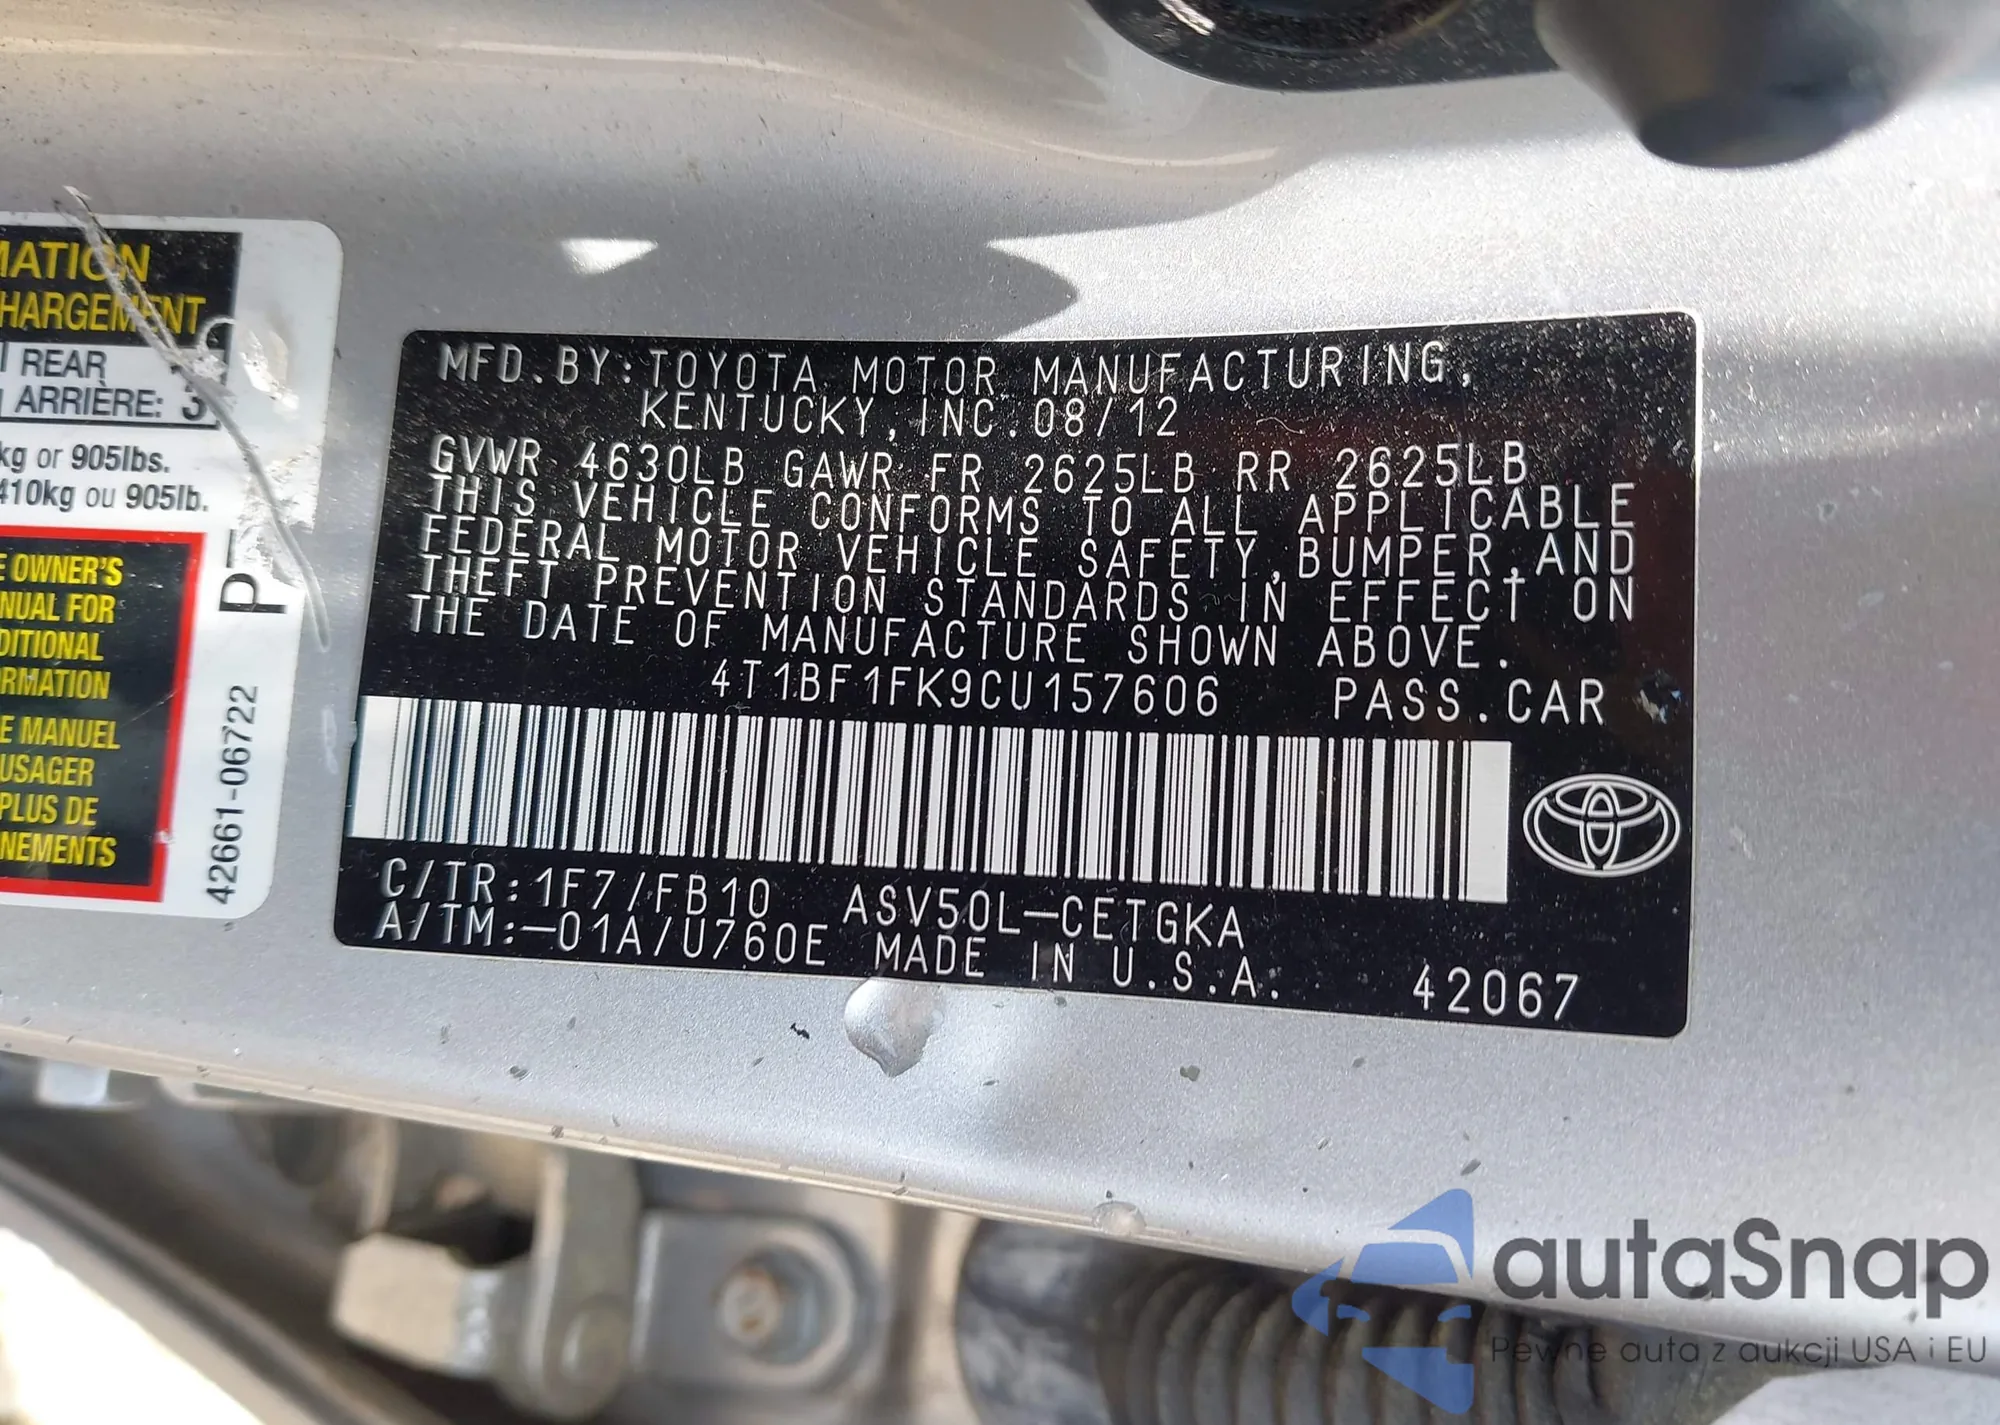 MATION
HARGEMENT
REAR
ARRIÈRE: 3
kg or 905lbs.
410kg ou 905lb.
E OWNER'S
NUAL FOR
DITIONAL
RMATION
E MANUEL
USAGER
PLUS DE
NEMENTS
42661-06722
P
MFD.BY:TOYOTA MOTOR MANUFACTURING,
KENTUCKY,INC.08/12
GVWR 4630LB GAWR FR 2625LB RR 2625LB
THIS VEHICLE CONFORMS TO ALL APPLICABLE
FEDERAL MOTOR VEHICLE SAFETY,BUMPER,AND
THEFT PREVENTION STANDARDS IN EFFECT ON
THE DATE OF MANUFACTURE SHOWN ABOVE.
4T1BF1FK9CU157606 PASS.CAR
C/TR:1F7/FB10 ASV50L-CETGKA
A/TM:-01A/U760E MADE IN U.S.A. 42067
autaSnap
Pewne auta z aukcji USA i EU